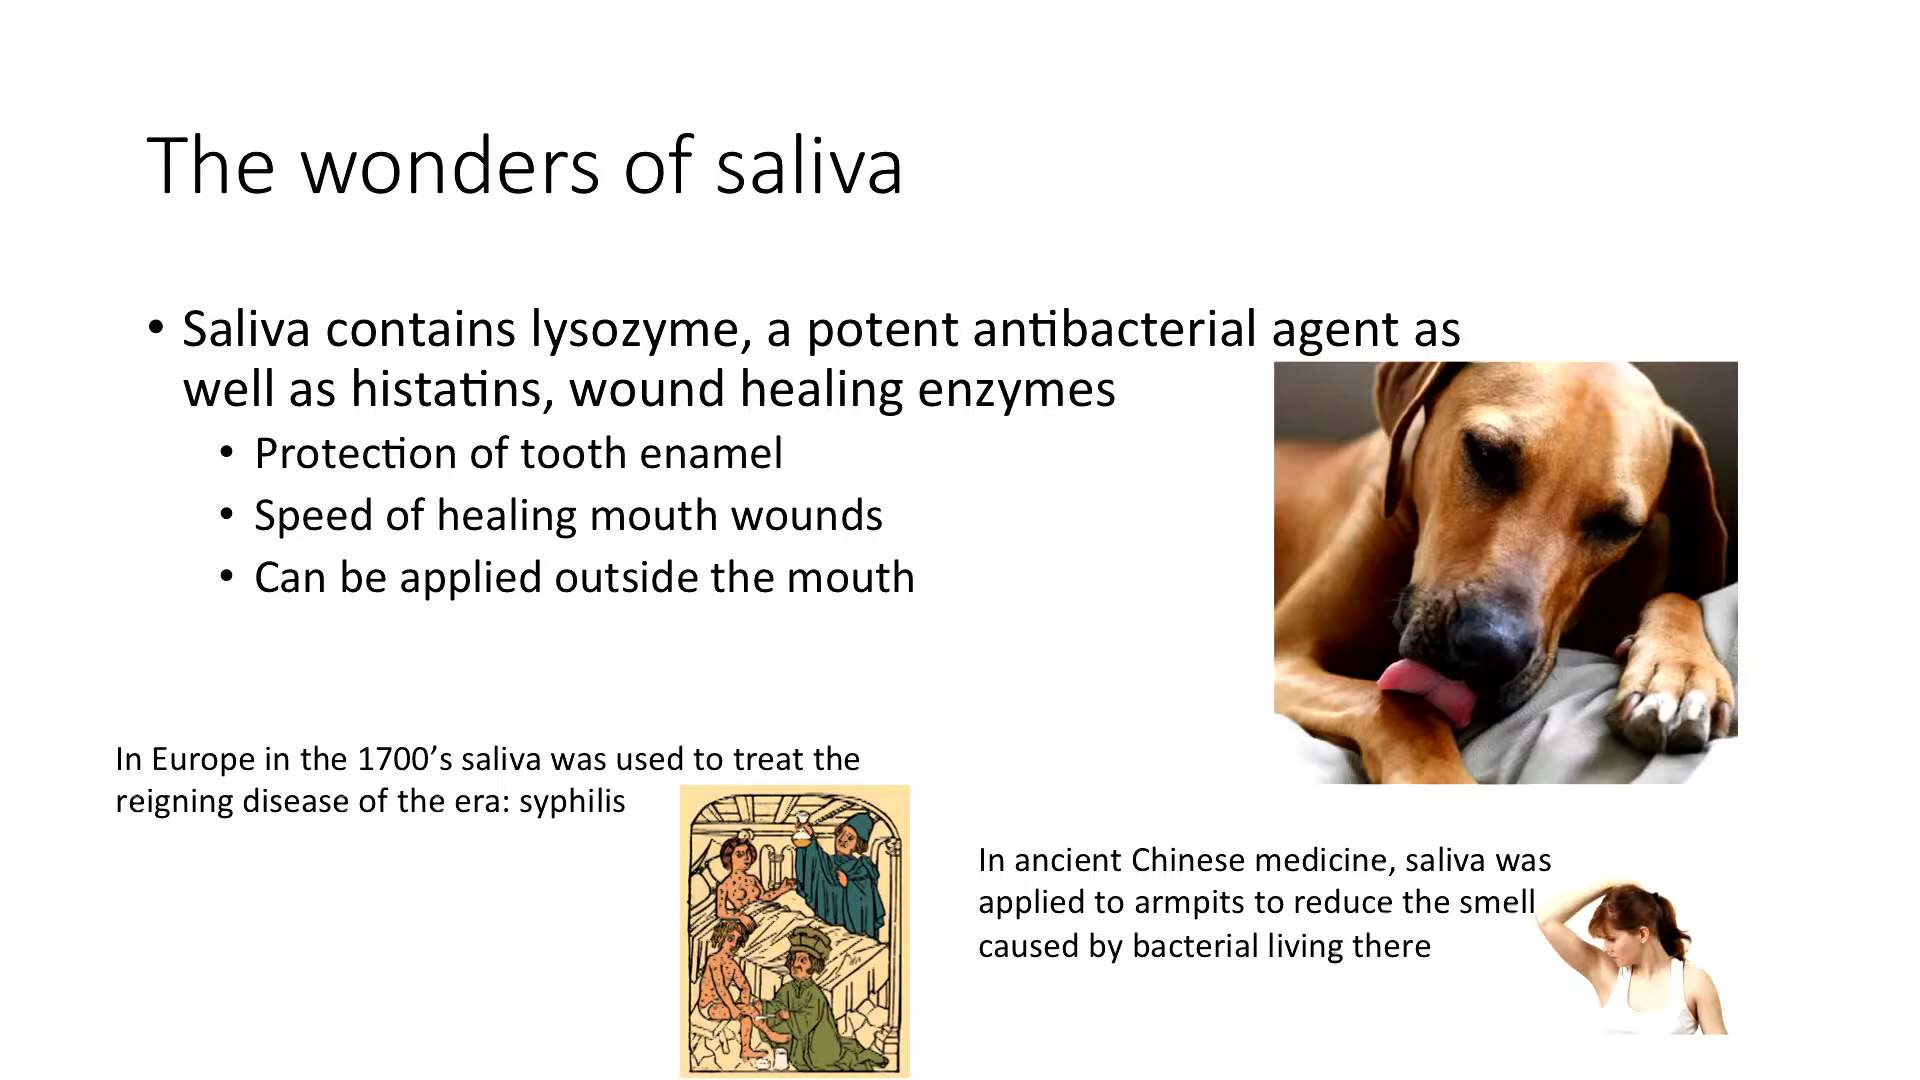 The wonders of saliva
• Saliva contains lysozyme, a potent antibacterial agent as
well as histatins, wound healing enzymes
• Protection of tooth enamel
• Speed of healing mouth wounds
• Can be applied outside the mouth
In Europe in the 1700’s saliva was used to treat the
reigning disease of the era: syphilis
In ancient Chinese medicine, saliva was
applied to armpits to reduce the smell
caused by bacterial living there